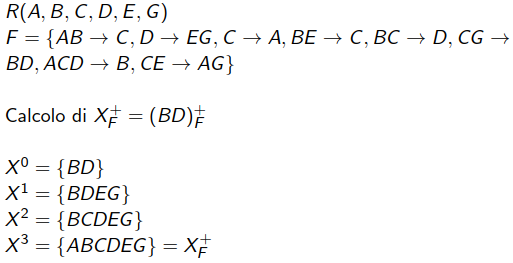 R(A, B, C, D, E, G)
F = {AB → C, D → EG, C → A, BE → C, BC → D, CG →
BD, ACD → B, CE → AG}
Calcolo di X⁺_F = (BD)⁺_F
X⁰ = {BD}
X¹ = {BDEG}
X² = {BCDEG}
X³ = {ABCDEG} = X⁺_F